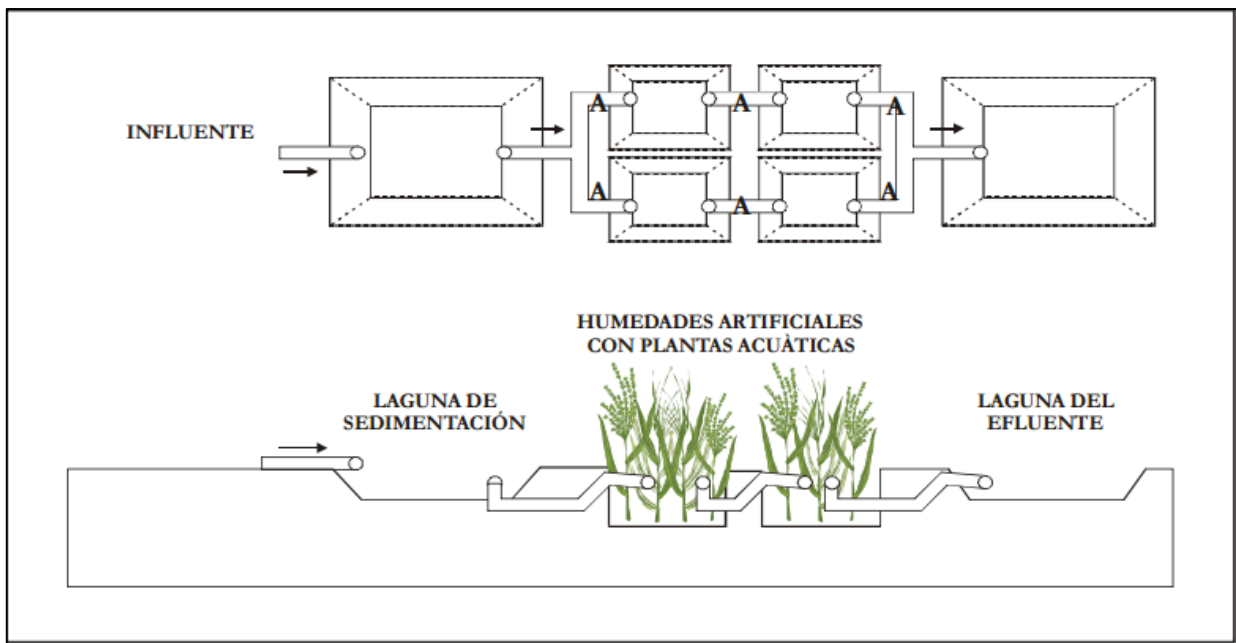 INFLUENTE
A
A
A
A
A
A
HUMEDADES ARTIFICIALES
CON PLANTAS ACUÀTICAS
LAGUNA DE
SEDIMENTACIÓN
LAGUNA DEL
EFLUENTE